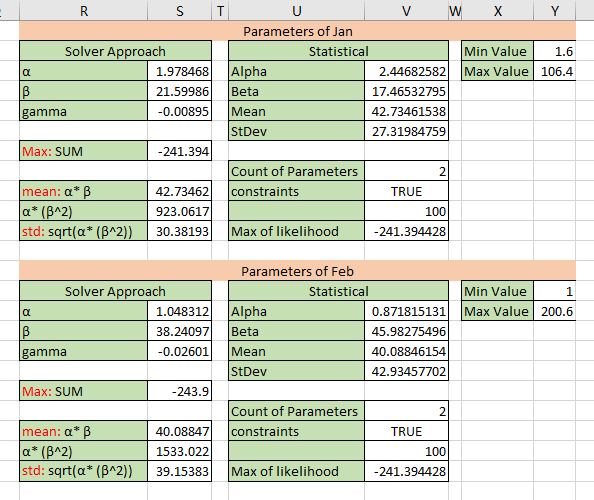 R S T U V W X Y
Parameters of Jan
Solver Approach Statistical Min Value 1.6
α 1.978468 Alpha 2.44682582 Max Value 106.4
β 21.59986 Beta 17.46532795
gamma -0.00895 Mean 42.73461538
StDev 27.31984759
Max: SUM -241.394
Count of Parameters 2
mean: α* β 42.73462 constraints TRUE
α* (β^2) 923.0617 100
std: sqrt(α* (β^2)) 30.38193 Max of likelihood -241.394428
Parameters of Feb
Solver Approach Statistical Min Value 1
α 1.048312 Alpha 0.871815131 Max Value 200.6
β 38.24097 Beta 45.98275496
gamma -0.02601 Mean 40.08846154
StDev 42.93457702
Max: SUM -243.9
Count of Parameters 2
mean: α* β 40.08847 constraints TRUE
α* (β^2) 1533.022 100
std: sqrt(α* (β^2)) 39.15383 Max of likelihood -241.394428